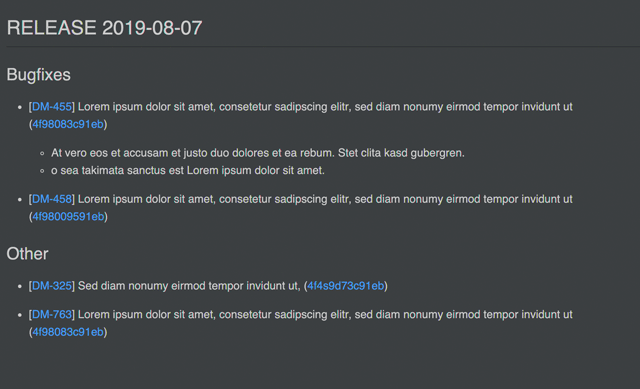 RELEASE 2019-08-07
Bugfixes
[DM-455] Lorem ipsum dolor sit amet, consetetur sadipscing elitr, sed diam nonumy eirmod tempor invidunt ut
(4f98083c91eb)
At vero eos et accusam et justo duo dolores et ea rebum. Stet clita kasd gubergren.
o sea takimata sanctus est Lorem ipsum dolor sit amet.
[DM-458] Lorem ipsum dolor sit amet, consetetur sadipscing elitr, sed diam nonumy eirmod tempor invidunt ut
(4f98009591eb)
Other
[DM-325] Sed diam nonumy eirmod tempor invidunt ut, (4f4s9d73c91eb)
[DM-763] Lorem ipsum dolor sit amet, consetetur sadipscing elitr, sed diam nonumy eirmod tempor invidunt ut
(4f98083c91eb)